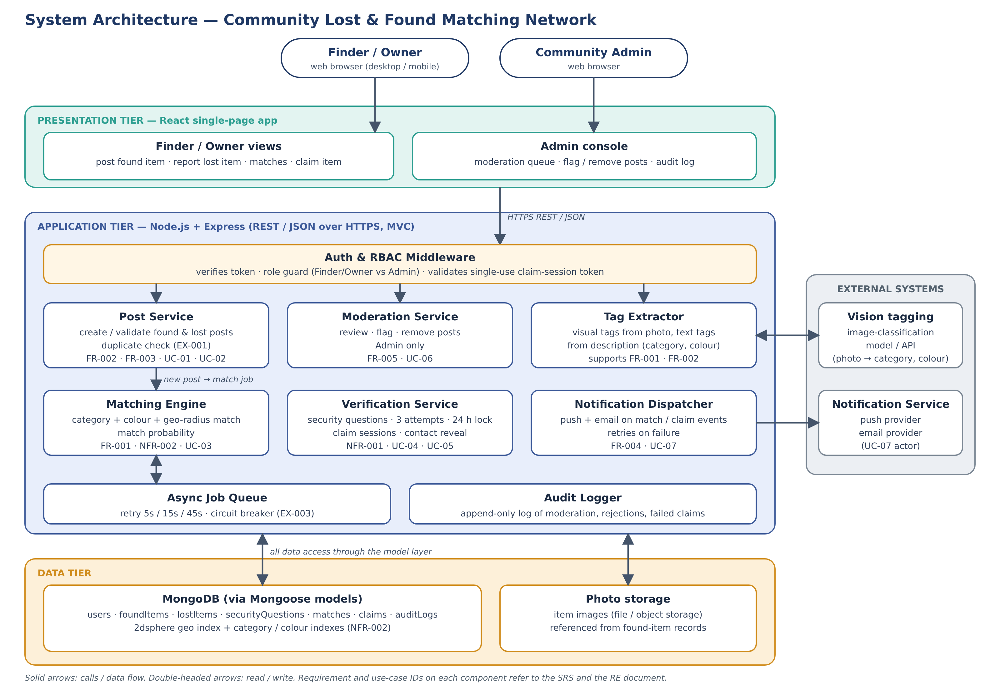 System Architecture — Community Lost & Found Matching Network
Finder / Owner
web browser (desktop / mobile)
Community Admin
web browser
PRESENTATION TIER — React single-page app
Finder / Owner views
post found item · report lost item · matches · claim item
Admin console
moderation queue · flag / remove posts · audit log
HTTPS REST / JSON
APPLICATION TIER — Node.js + Express (REST / JSON over HTTPS, MVC)
Auth & RBAC Middleware
verifies token · role guard (Finder/Owner vs Admin) · validates single-use claim-session token
Post Service
create / validate found & lost posts
duplicate check (EX-001)
FR-002 · FR-003 · UC-01 · UC-02
Moderation Service
review · flag · remove posts
Admin only
FR-005 · UC-06
Tag Extractor
visual tags from photo, text tags
from description (category, colour)
supports FR-001 · FR-002
EXTERNAL SYSTEMS
Vision tagging
image-classification
model / API
(photo → category, colour)
new post → match job
Matching Engine
category + colour + geo-radius match
match probability
FR-001 · NFR-002 · UC-03
Verification Service
security questions · 3 attempts · 24 h lock
claim sessions · contact reveal
NFR-001 · UC-04 · UC-05
Notification Dispatcher
push + email on match / claim events
retries on failure
FR-004 · UC-07
Notification Service
push provider
email provider
(UC-07 actor)
Async Job Queue
retry 5s / 15s / 45s · circuit breaker (EX-003)
Audit Logger
append-only log of moderation, rejections, failed claims
all data access through the model layer
DATA TIER
MongoDB (via Mongoose models)
users · foundItems · lostItems · securityQuestions · matches · claims · auditLogs
2dsphere geo index + category / colour indexes (NFR-002)
Photo storage
item images (file / object storage)
referenced from found-item records
Solid arrows: calls / data flow. Double-headed arrows: read / write. Requirement and use-case IDs on each component refer to the SRS and the RE document.